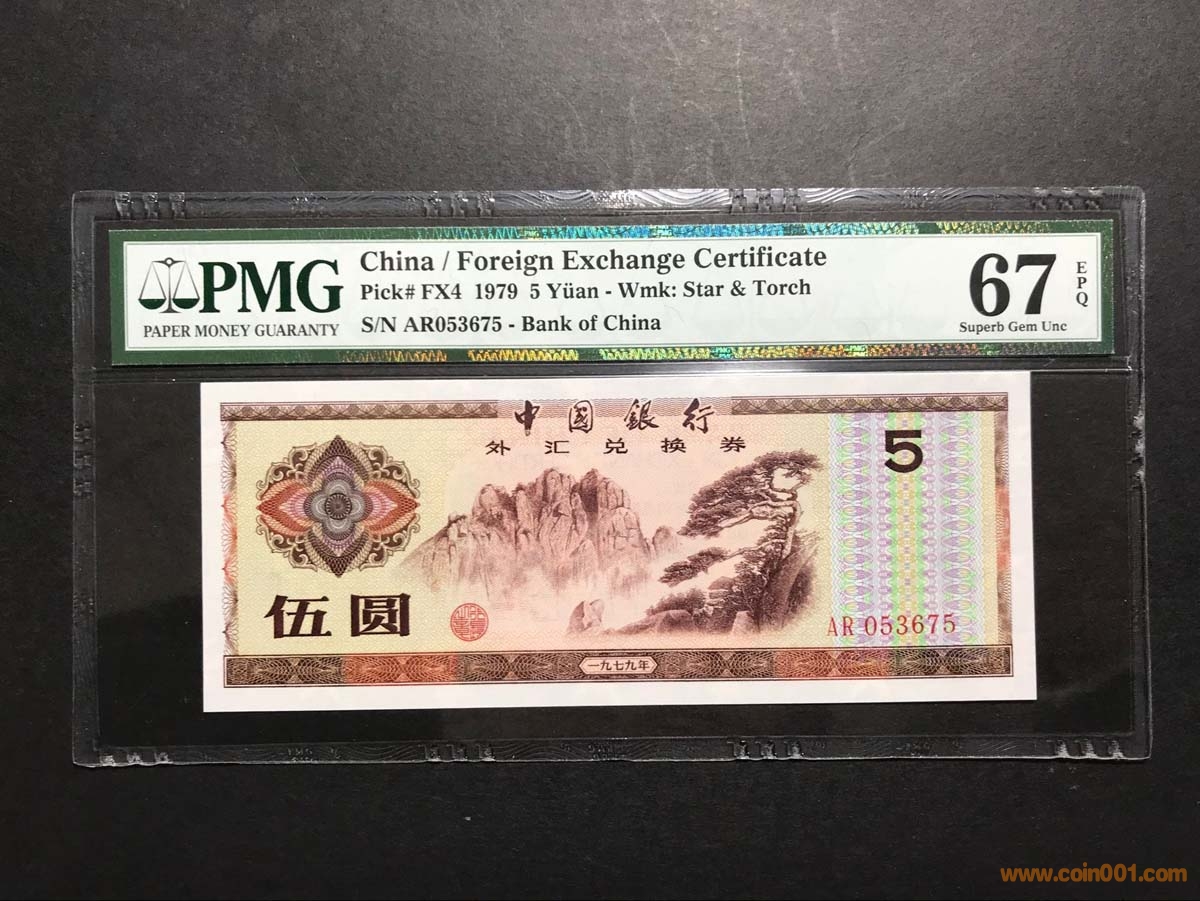 PMG
PAPER MONEY GUARANTY
China / Foreign Exchange Certificate
Pick# FX4 1979 5 Yüan - Wmk: Star & Torch
S/N AR053675 - Bank of China
67
EPQ
Superb Gem Unc
中國銀行
外汇兑换券
5
伍圆
AR 053675
一九七九年
www.coin001.com